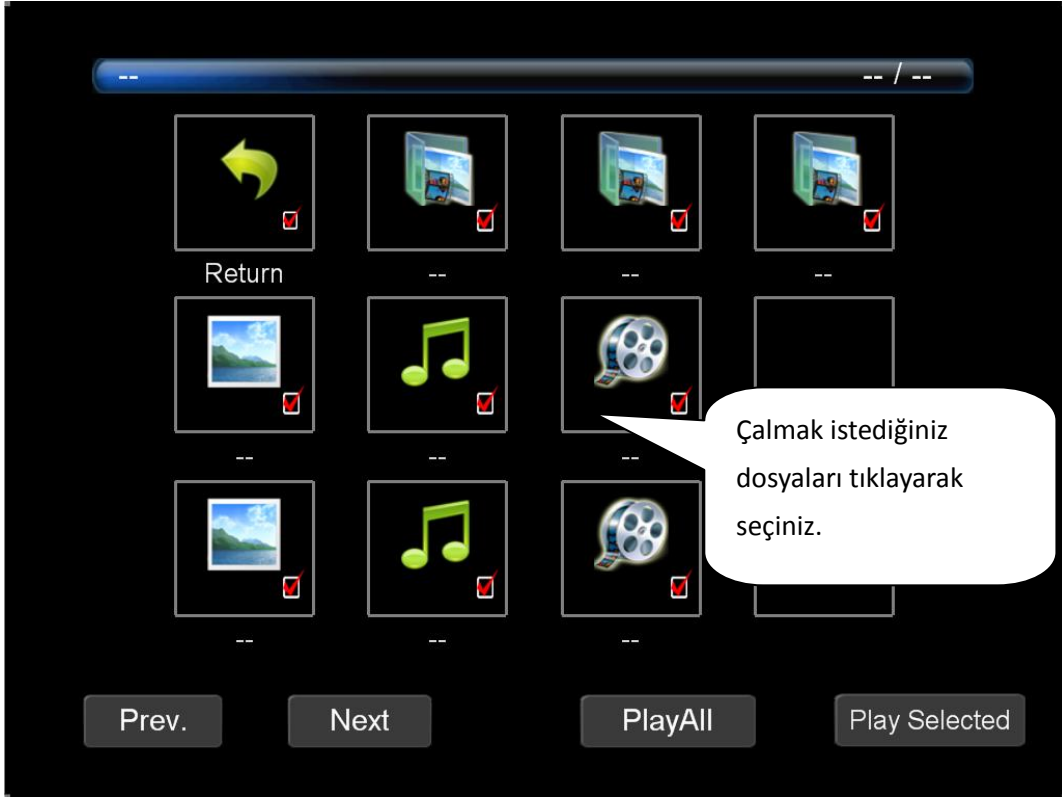 -- -- / --
Return -- -- --
-- -- --
Çalmak istediğiniz
dosyaları tıklayarak
seçiniz.
-- -- --
Prev. Next PlayAll Play Selected